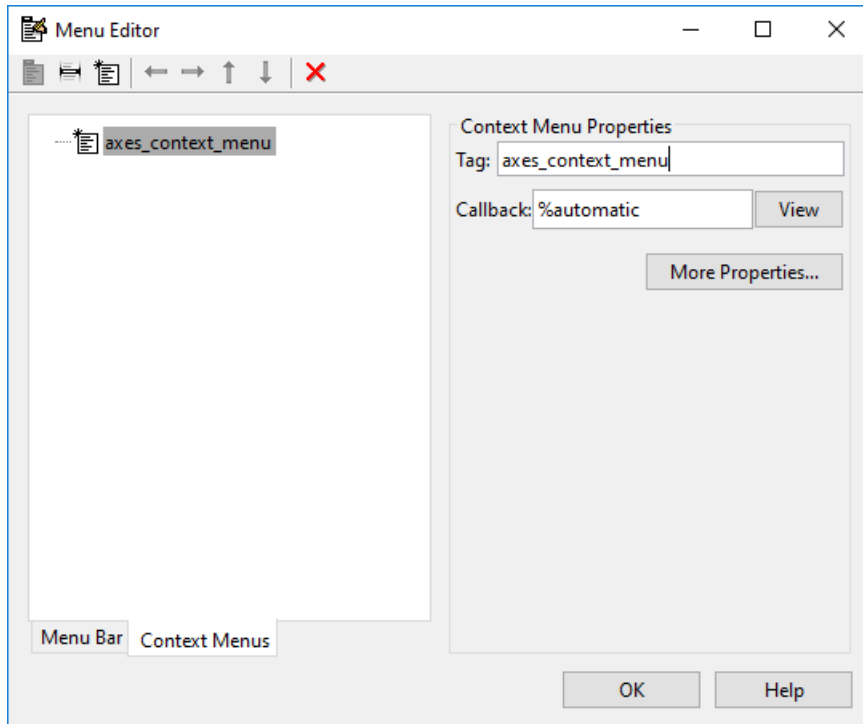 Menu Editor
axes_context_menu
Context Menu Properties
Tag: axes_context_menu
Callback: %automatic View
More Properties...
Menu Bar Context Menus
OK Help